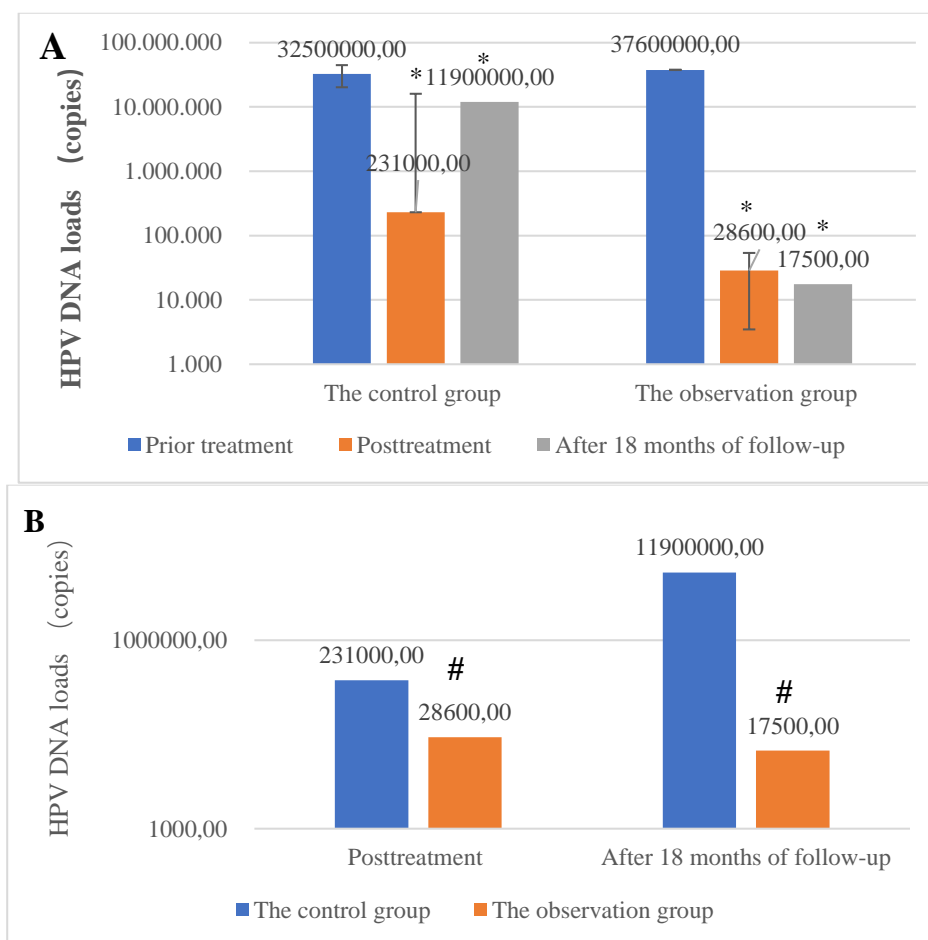 A
HPV DNA loads (copies)
100.000.000
10.000.000
1.000.000
100.000
10.000
1.000
32500000,00
*
231000,00
*
11900000,00
37600000,00
*
28600,00
*
17500,00
The control group
The observation group
Prior treatment
Posttreatment
After 18 months of follow-up
B
HPV DNA loads (copies)
1000000,00
1000,00
231000,00
#
28600,00
11900000,00
#
17500,00
Posttreatment
After 18 months of follow-up
The control group
The observation group